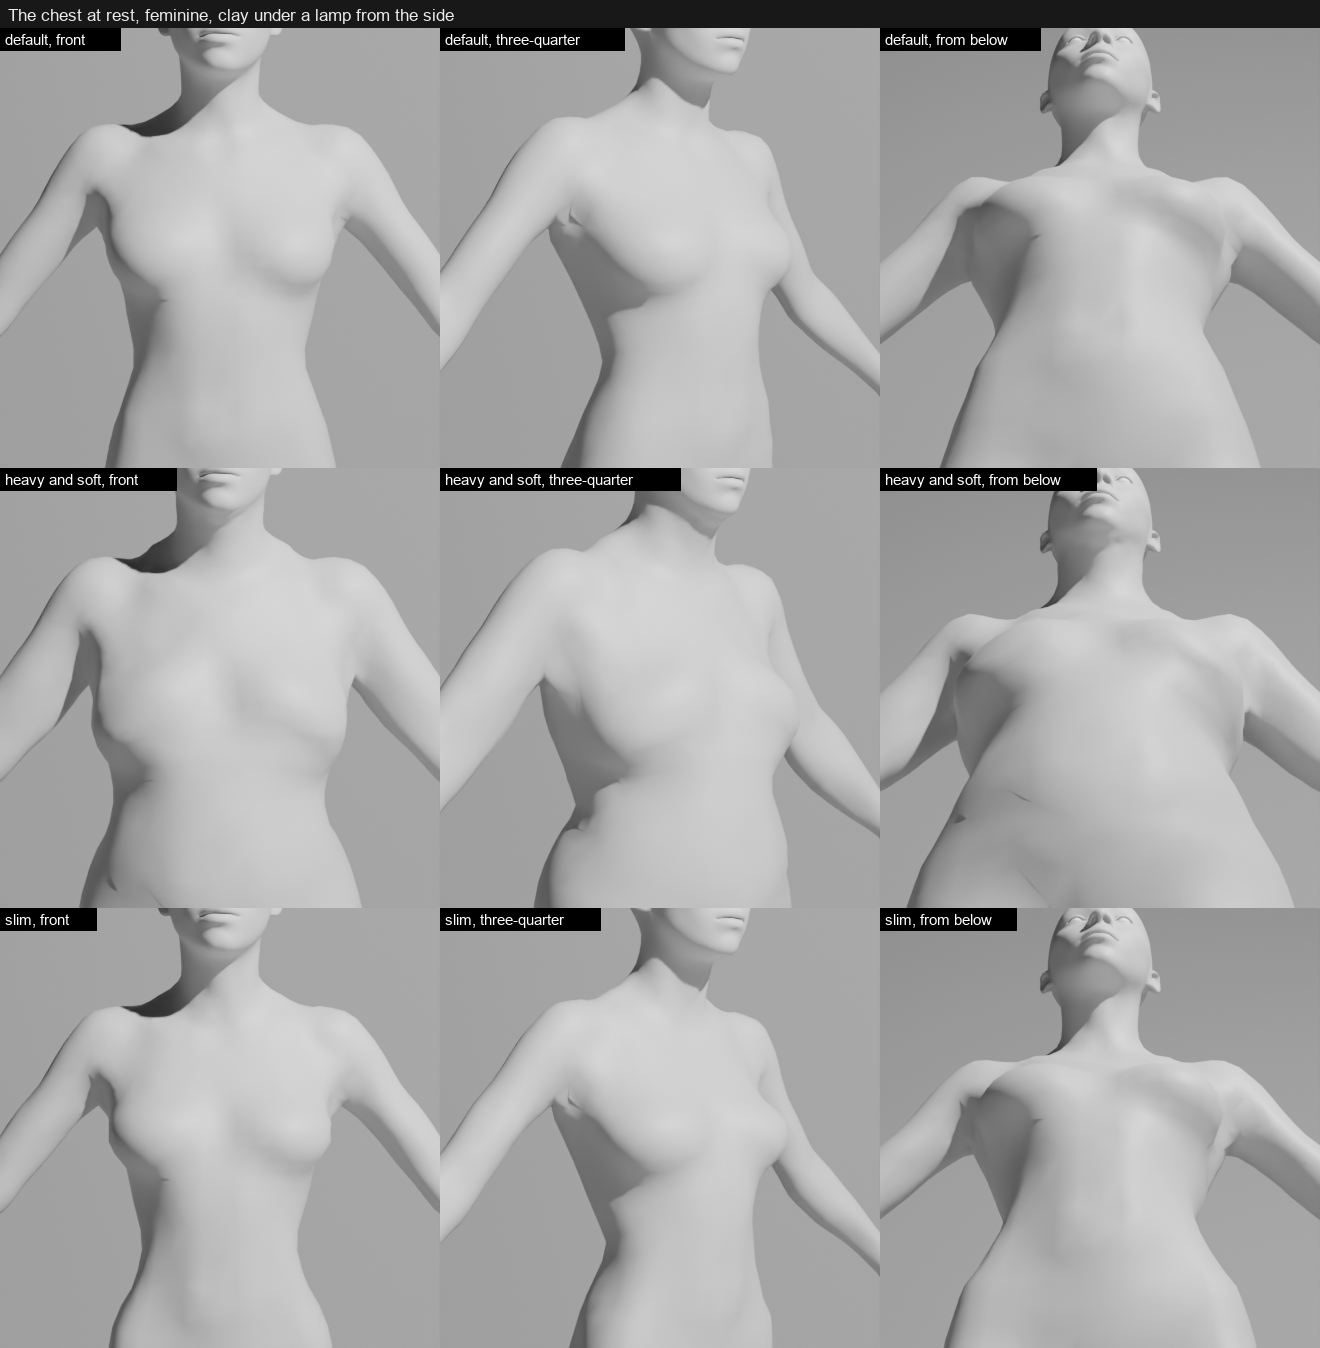 The chest at rest, feminine, clay under a lamp from the side
default, front
default, three-quarter
default, from below
heavy and soft, front
heavy and soft, three-quarter
heavy and soft, from below
slim, front
slim, three-quarter
slim, from below